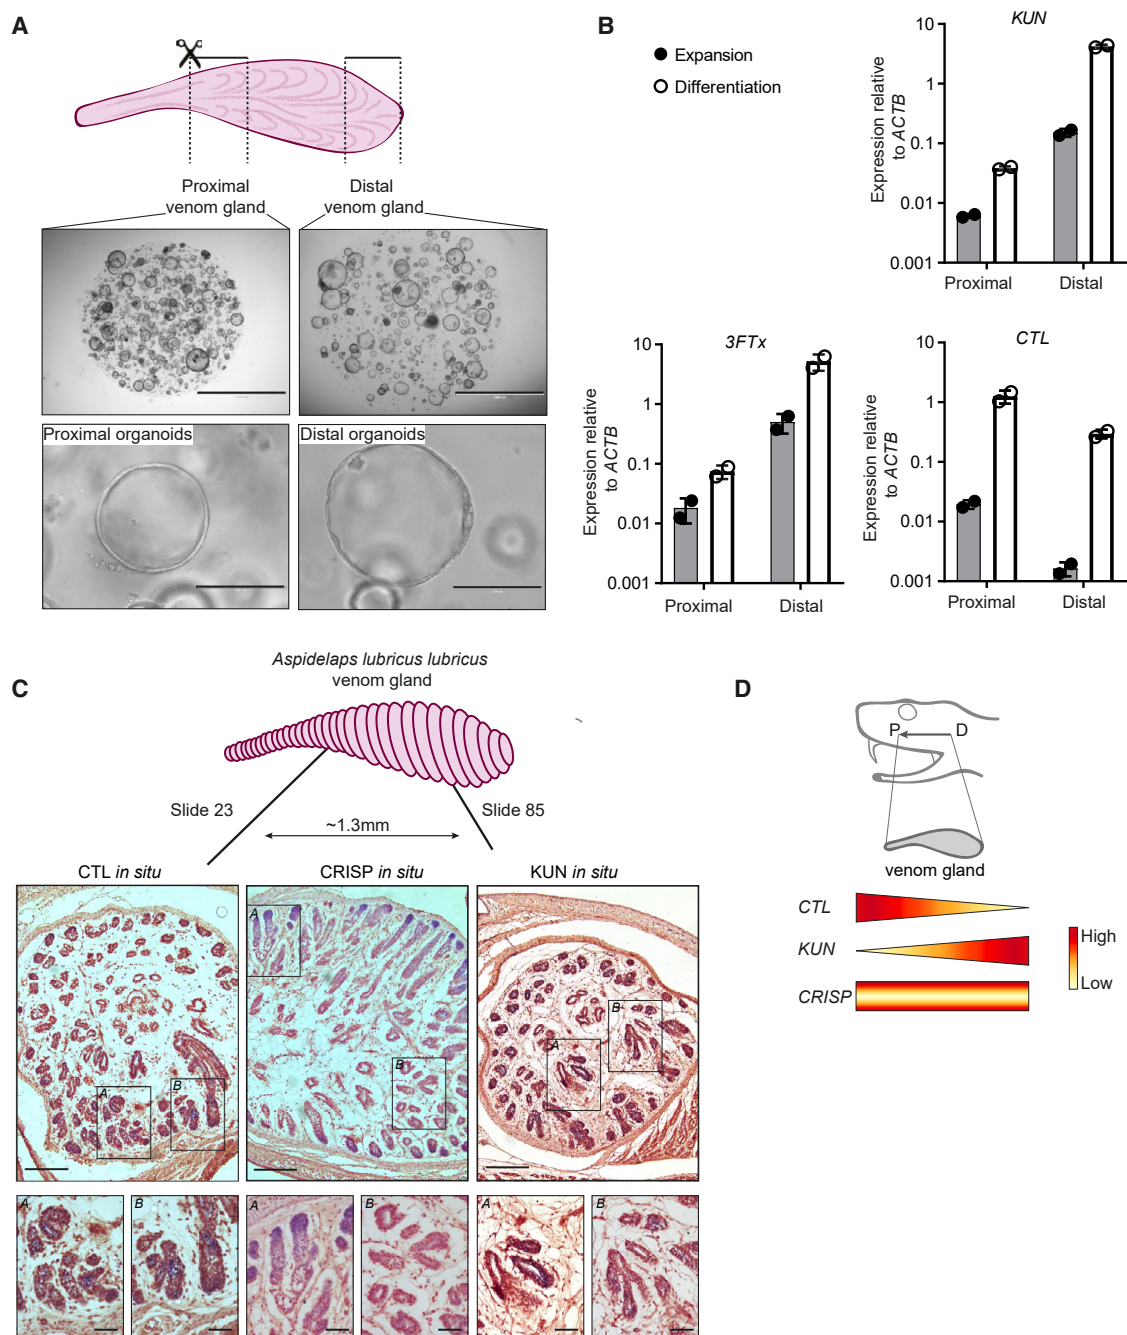 A
Proximal
venom gland
Distal
venom gland
Proximal organoids
Distal organoids
B
Expansion
Differentiation
KUN
Expression relative
to ACTB
10
1
0.1
0.01
0.001
Proximal
Distal
3FTx
Expression relative
to ACTB
10
1
0.1
0.01
0.001
Proximal
Distal
CTL
Expression relative
to ACTB
10
1
0.1
0.01
0.001
Proximal
Distal
C
Aspidelaps lubricus lubricus
venom gland
Slide 23
Slide 85
~1.3mm
CTL in situ
CRISP in situ
KUN in situ
A
B
A
B
A
B
A
B
A
B
A
B
D
P
D
venom gland
CTL
KUN
CRISP
High
Low